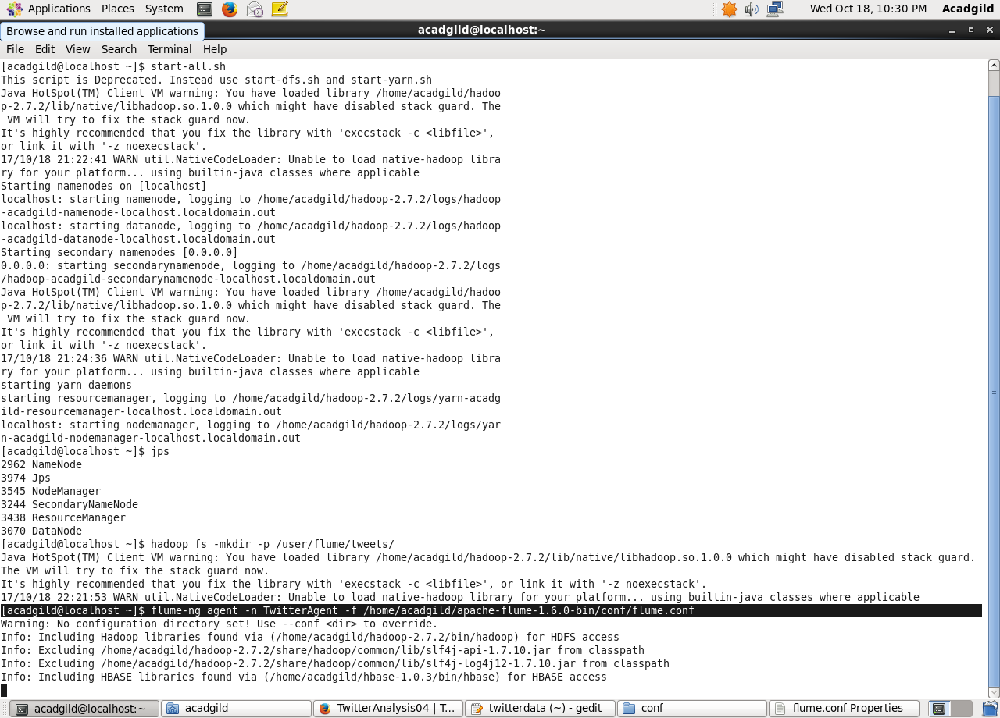 Applications Places System Wed Oct 18, 10:30 PM Acadgild
Browse and run installed applications acadgild@localhost:~
File Edit View Search Terminal Help
[acadgild@localhost ~]$ start-all.sh
This script is Deprecated. Instead use start-dfs.sh and start-yarn.sh
Java HotSpot(TM) Client VM warning: You have loaded library /home/acadgild/hadoo
p-2.7.2/lib/native/libhadoop.so.1.0.0 which might have disabled stack guard. The
 VM will try to fix the stack guard now.
It's highly recommended that you fix the library with 'execstack -c <libfile>',
or link it with '-z noexecstack'.
17/10/18 21:22:41 WARN util.NativeCodeLoader: Unable to load native-hadoop libra
ry for your platform... using builtin-java classes where applicable
Starting namenodes on [localhost]
localhost: starting namenode, logging to /home/acadgild/hadoop-2.7.2/logs/hadoop
-acadgild-namenode-localhost.localdomain.out
localhost: starting datanode, logging to /home/acadgild/hadoop-2.7.2/logs/hadoop
-acadgild-datanode-localhost.localdomain.out
Starting secondary namenodes [0.0.0.0]
0.0.0.0: starting secondarynamenode, logging to /home/acadgild/hadoop-2.7.2/logs
/hadoop-acadgild-secondarynamenode-localhost.localdomain.out
Java HotSpot(TM) Client VM warning: You have loaded library /home/acadgild/hadoo
p-2.7.2/lib/native/libhadoop.so.1.0.0 which might have disabled stack guard. The
 VM will try to fix the stack guard now.
It's highly recommended that you fix the library with 'execstack -c <libfile>',
or link it with '-z noexecstack'.
17/10/18 21:24:36 WARN util.NativeCodeLoader: Unable to load native-hadoop libra
ry for your platform... using builtin-java classes where applicable
starting yarn daemons
starting resourcemanager, logging to /home/acadgild/hadoop-2.7.2/logs/yarn-acadg
ild-resourcemanager-localhost.localdomain.out
localhost: starting nodemanager, logging to /home/acadgild/hadoop-2.7.2/logs/yar
n-acadgild-nodemanager-localhost.localdomain.out
[acadgild@localhost ~]$ jps
2962 NameNode
3974 Jps
3545 NodeManager
3244 SecondaryNameNode
3438 ResourceManager
3070 DataNode
[acadgild@localhost ~]$ hadoop fs -mkdir -p /user/flume/tweets/
Java HotSpot(TM) Client VM warning: You have loaded library /home/acadgild/hadoop-2.7.2/lib/native/libhadoop.so.1.0.0 which might have disabled stack guard.
The VM will try to fix the stack guard now.
It's highly recommended that you fix the library with 'execstack -c <libfile>', or link it with '-z noexecstack'.
17/10/18 22:21:53 WARN util.NativeCodeLoader: Unable to load native-hadoop library for your platform... using builtin-java classes where applicable
[acadgild@localhost ~]$ flume-ng agent -n TwitterAgent -f /home/acadgild/apache-flume-1.6.0-bin/conf/flume.conf
Warning: No configuration directory set! Use --conf <dir> to override.
Info: Including Hadoop libraries found via (/home/acadgild/hadoop-2.7.2/bin/hadoop) for HDFS access
Info: Excluding /home/acadgild/hadoop-2.7.2/share/hadoop/common/lib/slf4j-api-1.7.10.jar from classpath
Info: Excluding /home/acadgild/hadoop-2.7.2/share/hadoop/common/lib/slf4j-log4j12-1.7.10.jar from classpath
Info: Including HBASE libraries found via (/home/acadgild/hbase-1.0.3/bin/hbase) for HBASE access
acadgild@localhost:~ acadgild TwitterAnalysis04 | T... twitterdata (~) - gedit conf flume.conf Properties